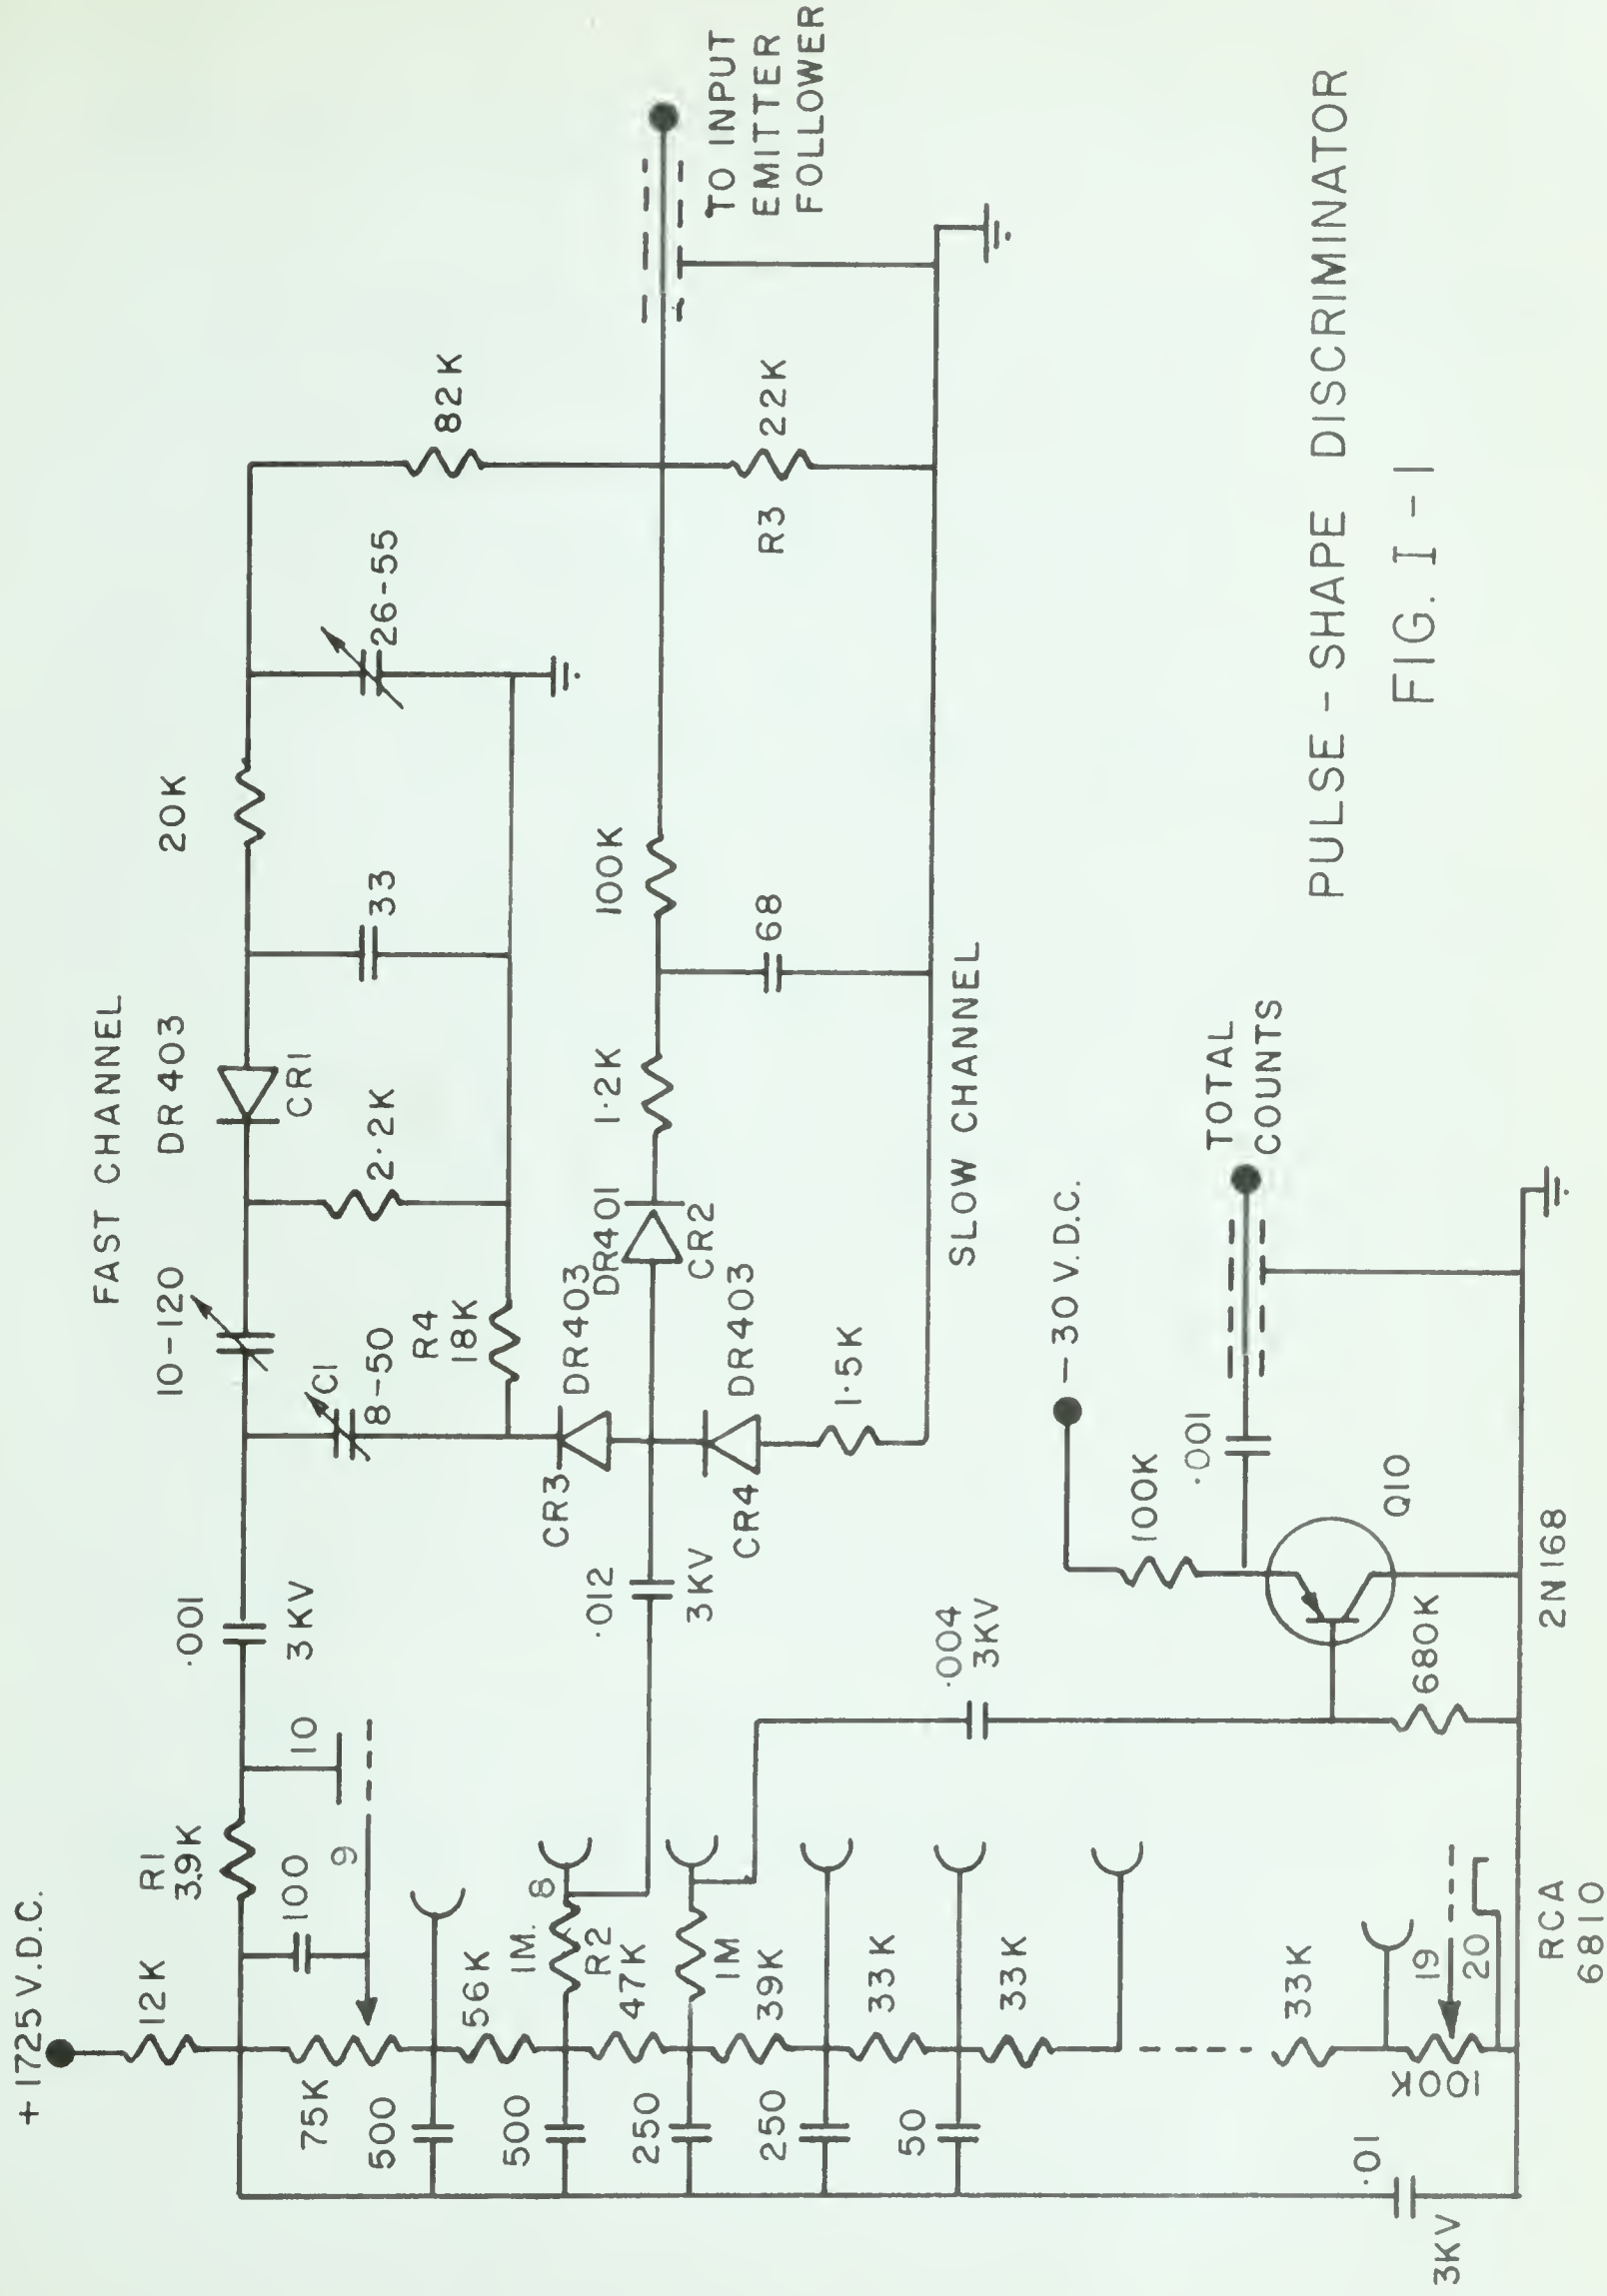 +1725 V.D.C.
12K
R1
3.9K
100
10
9
.001
3KV
10-120
FAST CHANNEL
DR403
CR1
2.2K
20K
33
26-55
82K
C1
8-50
R4
18K
75K
500
56K
500
1M.
8
R2
47K
250
1M
39K
250
33K
50
33K
33K
19
20
100K
.01
3KV
RCA
6810
.012
3KV
CR3
DR403
DR401
CR2
CR4
DR403
1.5K
1.2K
100K
68
SLOW CHANNEL
R3
22K
TO INPUT
EMITTER
FOLLOWER
.004
3KV
-30 V.D.C.
100K
.001
TOTAL
COUNTS
Q10
680K
2N168
PULSE-SHAPE DISCRIMINATOR
FIG. I-1